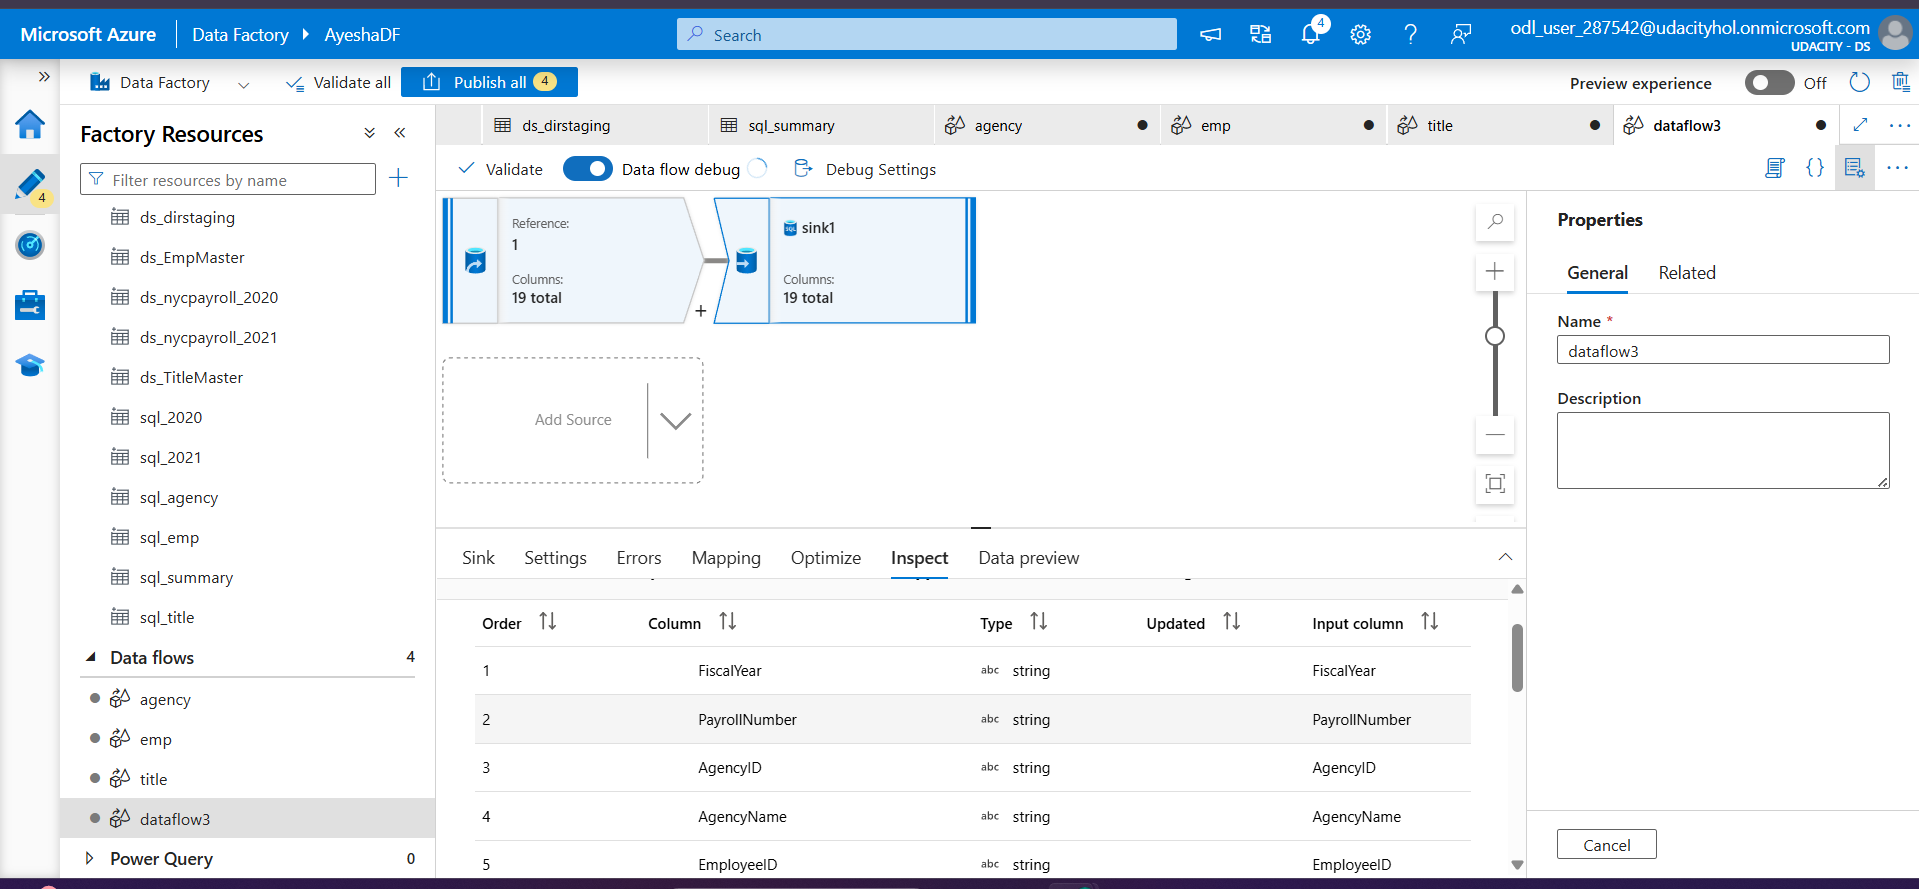 Microsoft Azure
Data Factory
AyeshaDF
Search
4
odl_user_287542@udacityhol.onmicrosoft.com
UDACITY - DS
Data Factory
Validate all
Publish all 4
Preview experience
Off
4
Factory Resources
Filter resources by name
ds_dirstaging
ds_EmpMaster
ds_nycpayroll_2020
ds_nycpayroll_2021
ds_TitleMaster
sql_2020
sql_2021
sql_agency
sql_emp
sql_summary
sql_title
Data flows 4
agency
emp
title
dataflow3
Power Query 0
ds_dirstaging
sql_summary
agency
emp
title
dataflow3
Validate
Data flow debug
Debug Settings
Reference:
1
Columns:
19 total
+
SQL
sink1
Columns:
19 total
Add Source
Sink
Settings
Errors
Mapping
Optimize
Inspect
Data preview
Order Column Type Updated Input column
1 FiscalYear abc string FiscalYear
2 PayrollNumber abc string PayrollNumber
3 AgencyID abc string AgencyID
4 AgencyName abc string AgencyName
5 EmployeeID abc string EmployeeID
Properties
General
Related
Name *
dataflow3
Description
Cancel